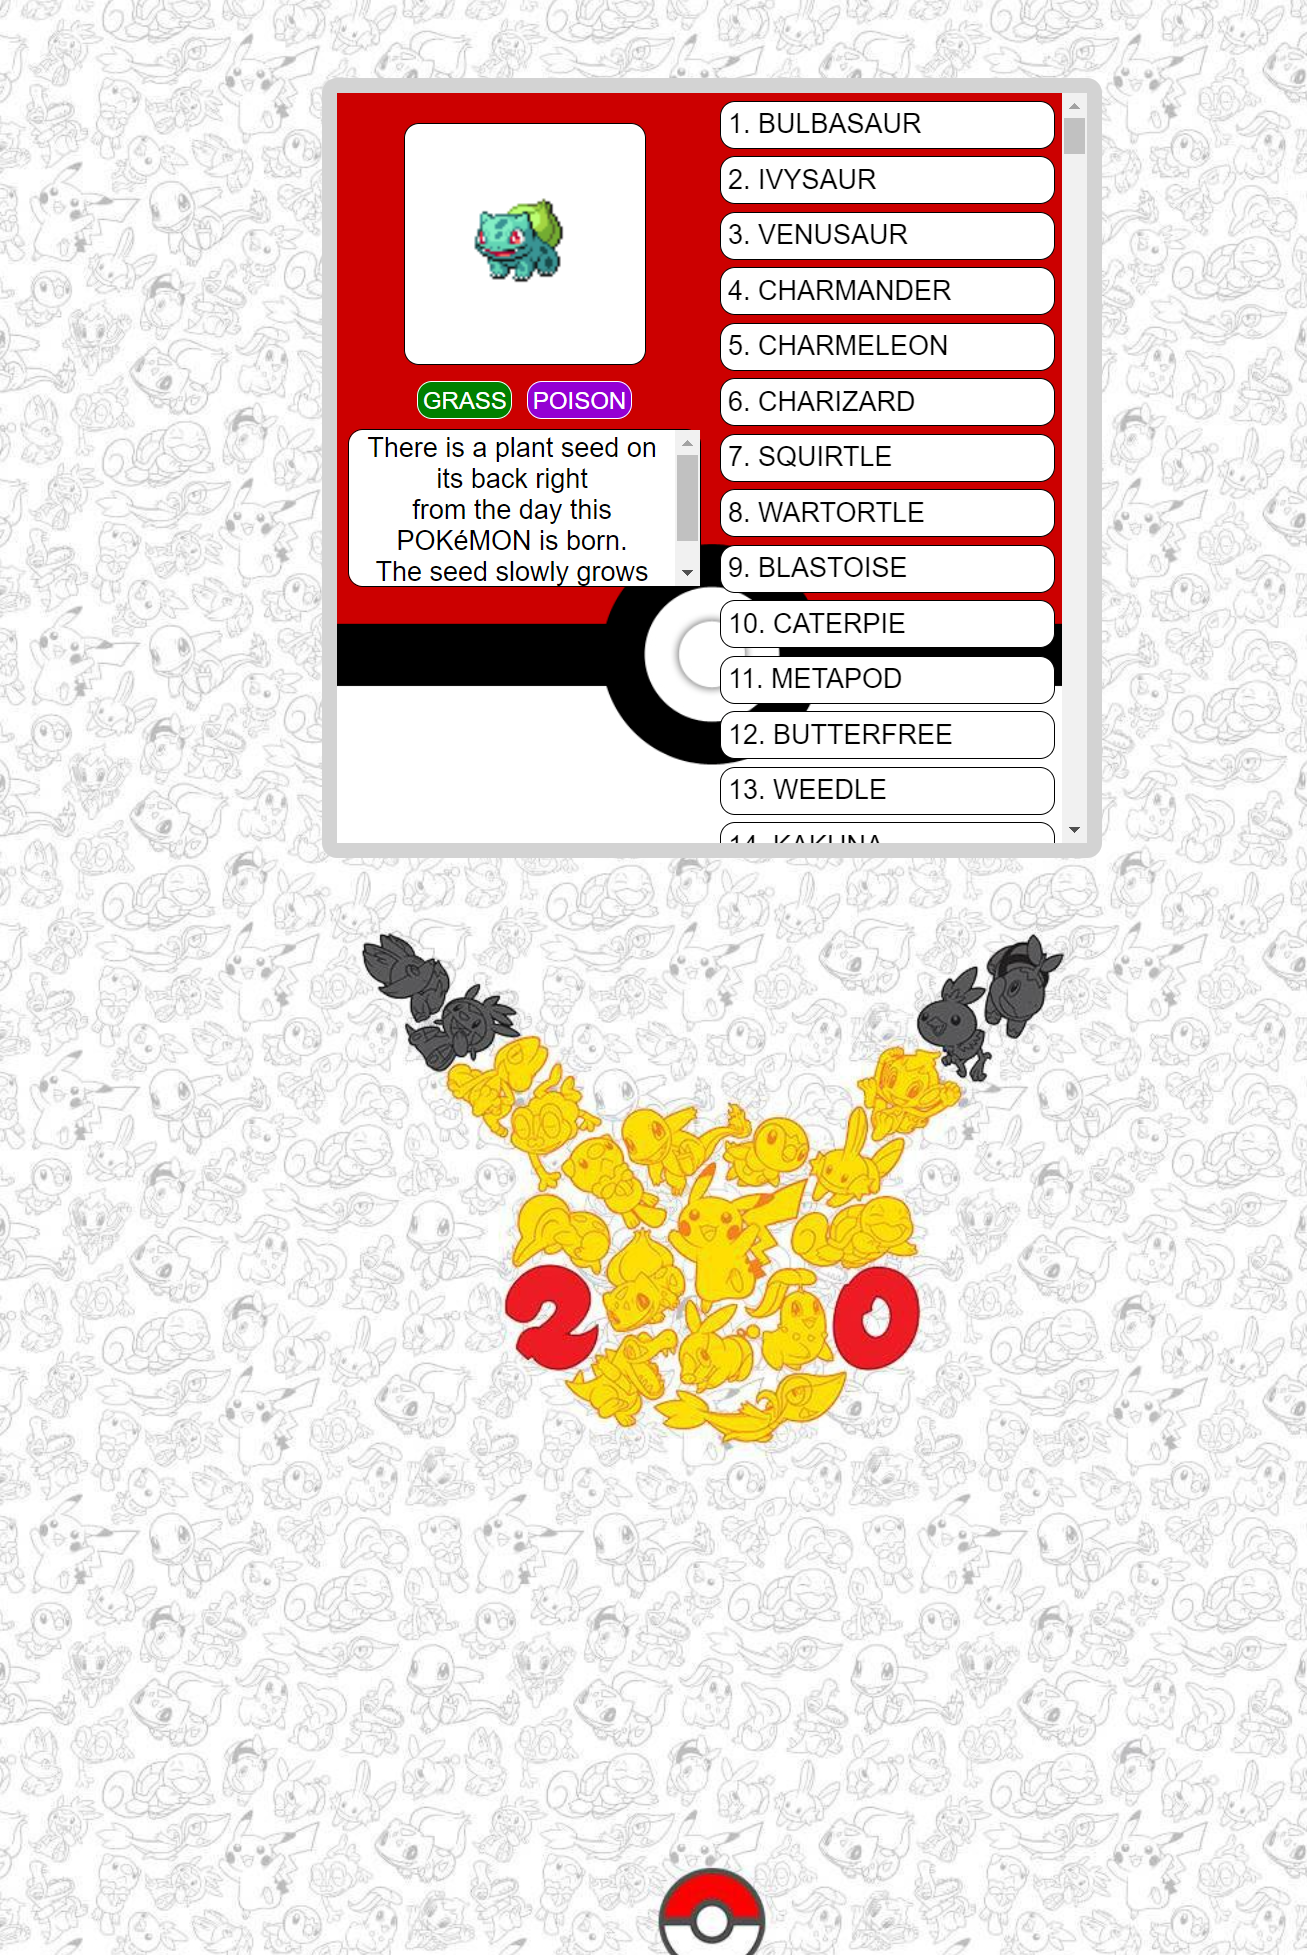 GRASS POISON
There is a plant seed on
its back right
from the day this
POKéMON is born.
The seed slowly grows
1. BULBASAUR
2. IVYSAUR
3. VENUSAUR
4. CHARMANDER
5. CHARMELEON
6. CHARIZARD
7. SQUIRTLE
8. WARTORTLE
9. BLASTOISE
10. CATERPIE
11. METAPOD
12. BUTTERFREE
13. WEEDLE
14. KAKUNA
20